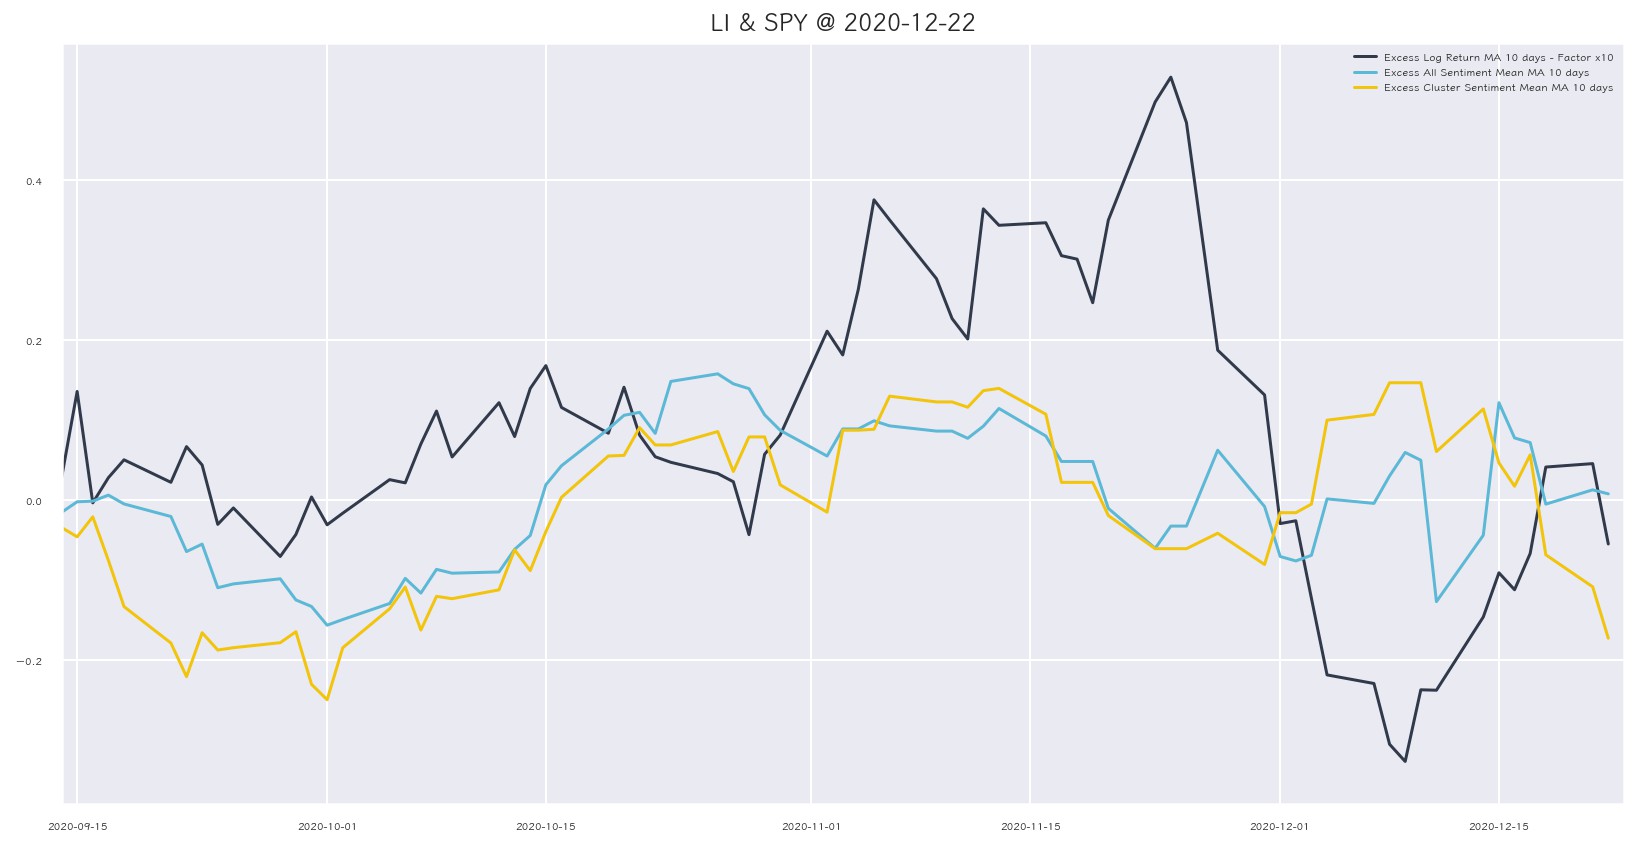 LI & SPY @ 2020-12-22
Excess Log Return MA 10 days - Factor x10
Excess All Sentiment Mean MA 10 days
Excess Cluster Sentiment Mean MA 10 days
0.4
0.2
0.0
−0.2
2020-09-15
2020-10-01
2020-10-15
2020-11-01
2020-11-15
2020-12-01
2020-12-15